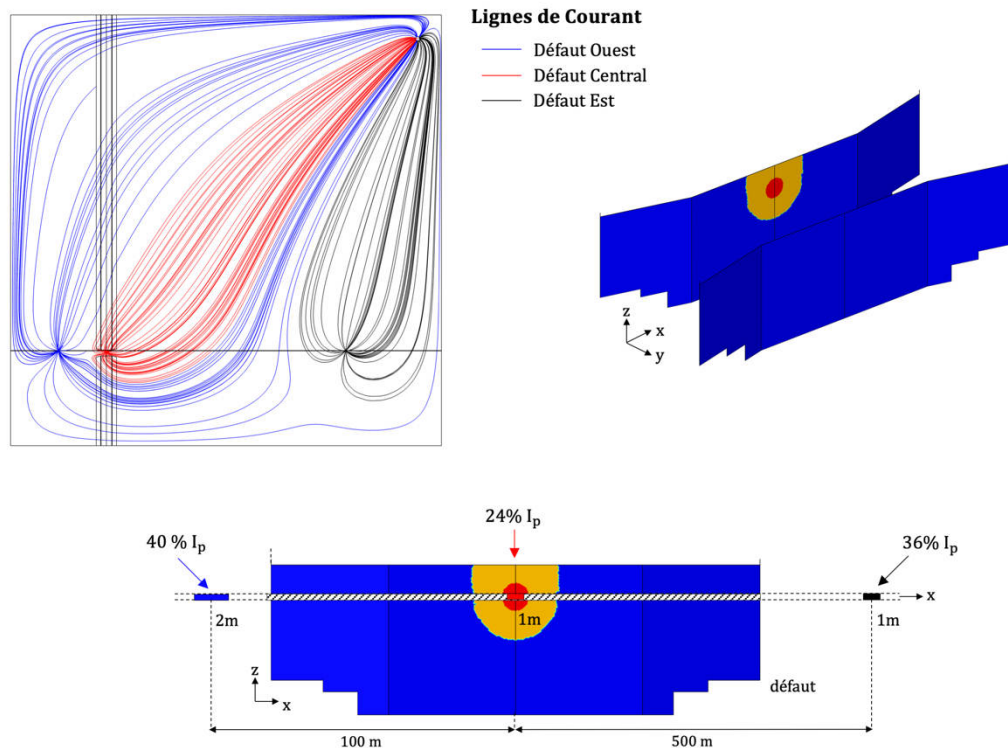 Lignes de Courant
Défaut Ouest
Défaut Central
Défaut Est
z
x
y
24% Ip
40 % Ip
36% Ip
x
2m
1m
1m
z
x
défaut
100 m
500 m